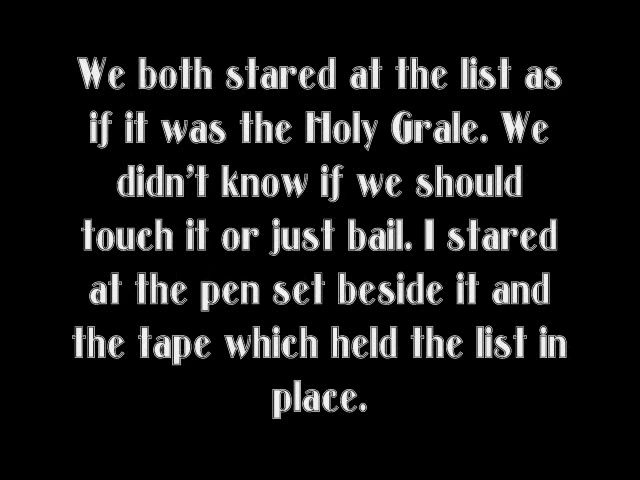 We both stared at the list as
if it was the Holy Grale. We
didn't know if we should
touch it or just bail. I stared
at the pen set beside it and
the tape which held the list in
place.